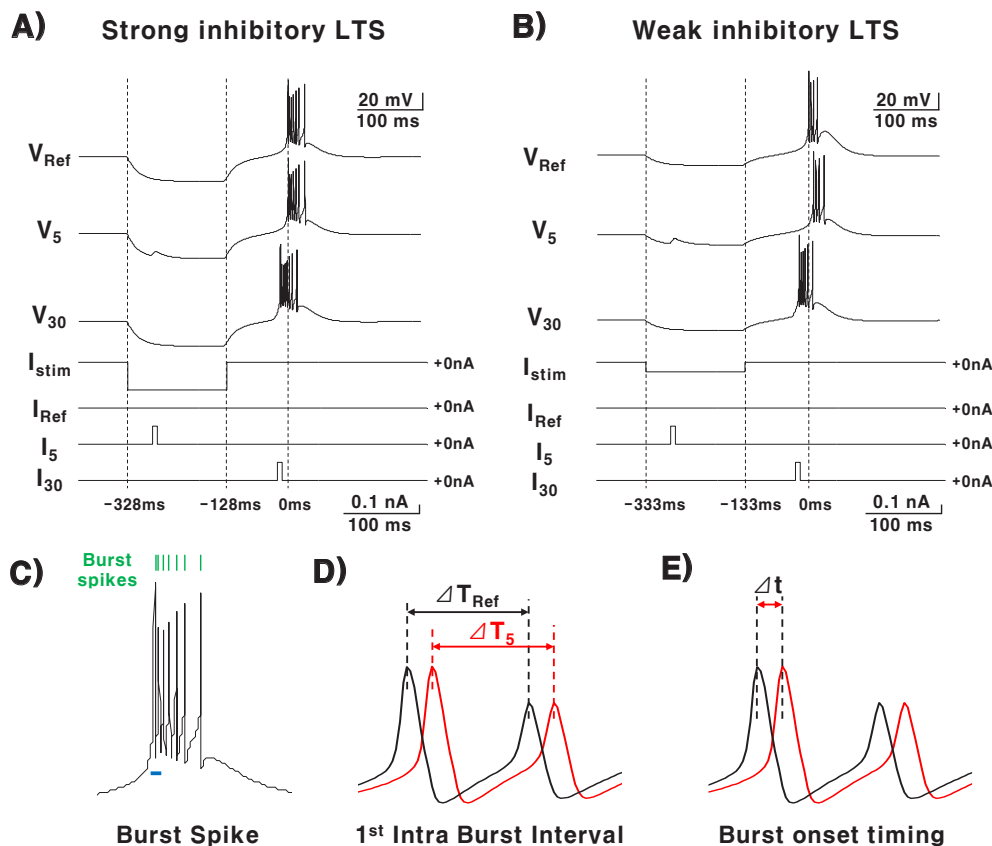 A) Strong inhibitory LTS
20 mV
100 ms
VRef
V5
V30
Istim +0nA
IRef +0nA
I5 +0nA
I30 +0nA
−328ms −128ms 0ms
0.1 nA
100 ms
B) Weak inhibitory LTS
20 mV
100 ms
VRef
V5
V30
Istim +0nA
IRef +0nA
I5 +0nA
I30 +0nA
−333ms −133ms 0ms
0.1 nA
100 ms
C) Burst
spikes
Burst Spike
D)
⊿TRef
⊿T5
1st Intra Burst Interval
E)
⊿t
Burst onset timing